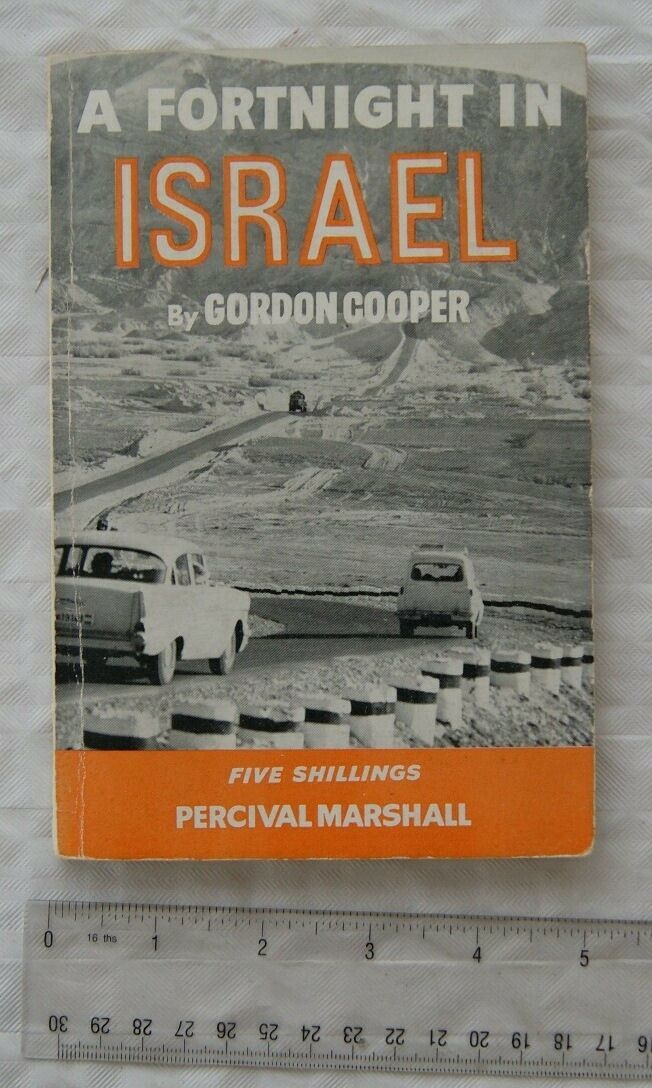 A FORTNIGHT IN
ISRAEL
By GORDON COOPER
FIVE SHILLINGS
PERCIVAL MARSHALL
0 16 ths 1 2 3 4 5
30 29 28 27 26 25 24 23 22 21 20 19 18 17 16